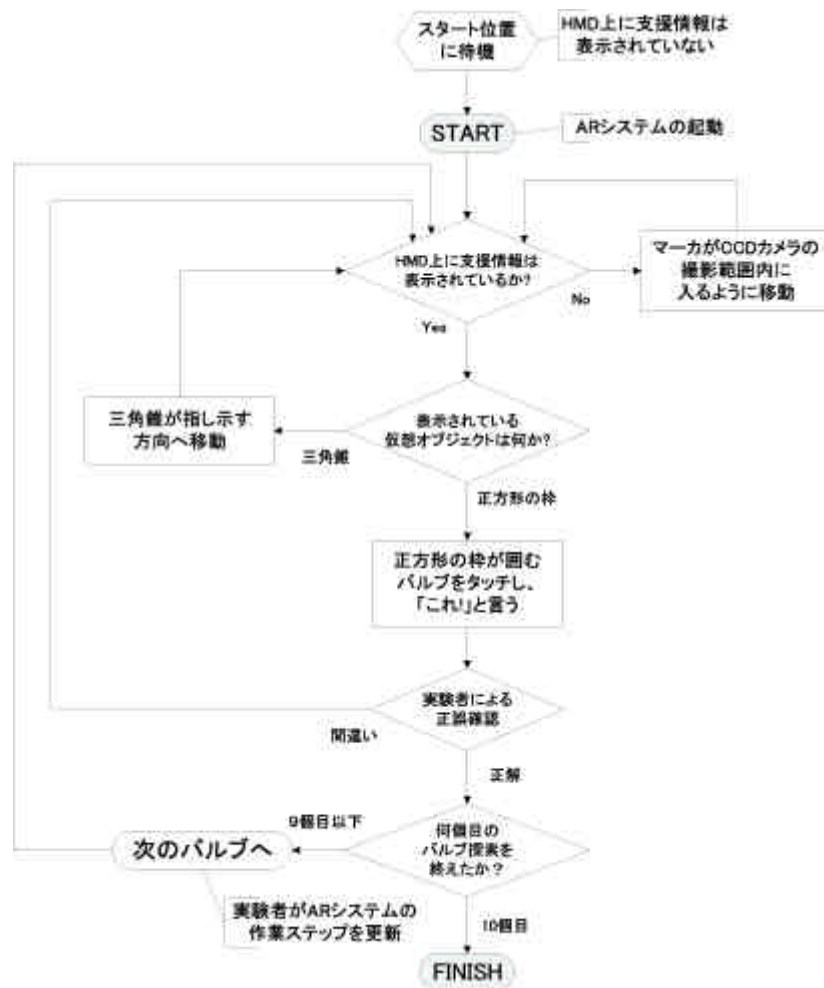 スタート位置
に待機
HMD上に支援情報は
表示されていない
START
ARシステムの起動
HMD上に支援情報は
表示されているか?
マーカがCCDカメラの
撮影範囲内に
入るように移動
No
Yes
三角錐が指し示す
方向へ移動
表示されている
仮想オブジェクトは何か?
三角錐
正方形の枠
正方形の枠が囲む
バルブをタッチし、
「これ!」と言う
実験者による
正誤確認
間違い
正解
9個目以下
何個目の
バルブ探索を
終えたか?
次のバルブへ
実験者がARシステムの
作業ステップを更新
10個目
FINISH